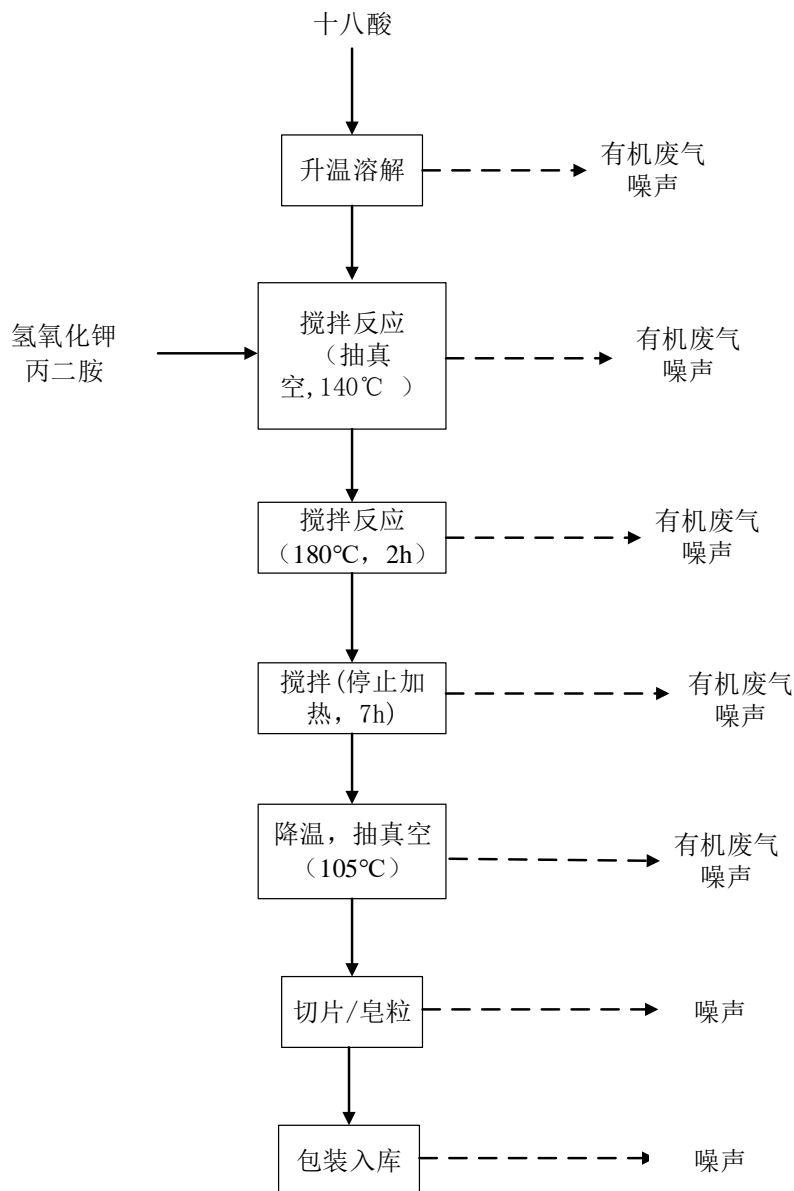 十八酸
升温溶解
有机废气
噪声
氢氧化钾
丙二胺
搅拌反应
（抽真
空,140℃ ）
有机废气
噪声
搅拌反应
（180℃，2h）
有机废气
噪声
搅拌(停止加
热，7h)
有机废气
噪声
降温，抽真空
（105℃）
有机废气
噪声
切片/皂粒
噪声
包装入库
噪声